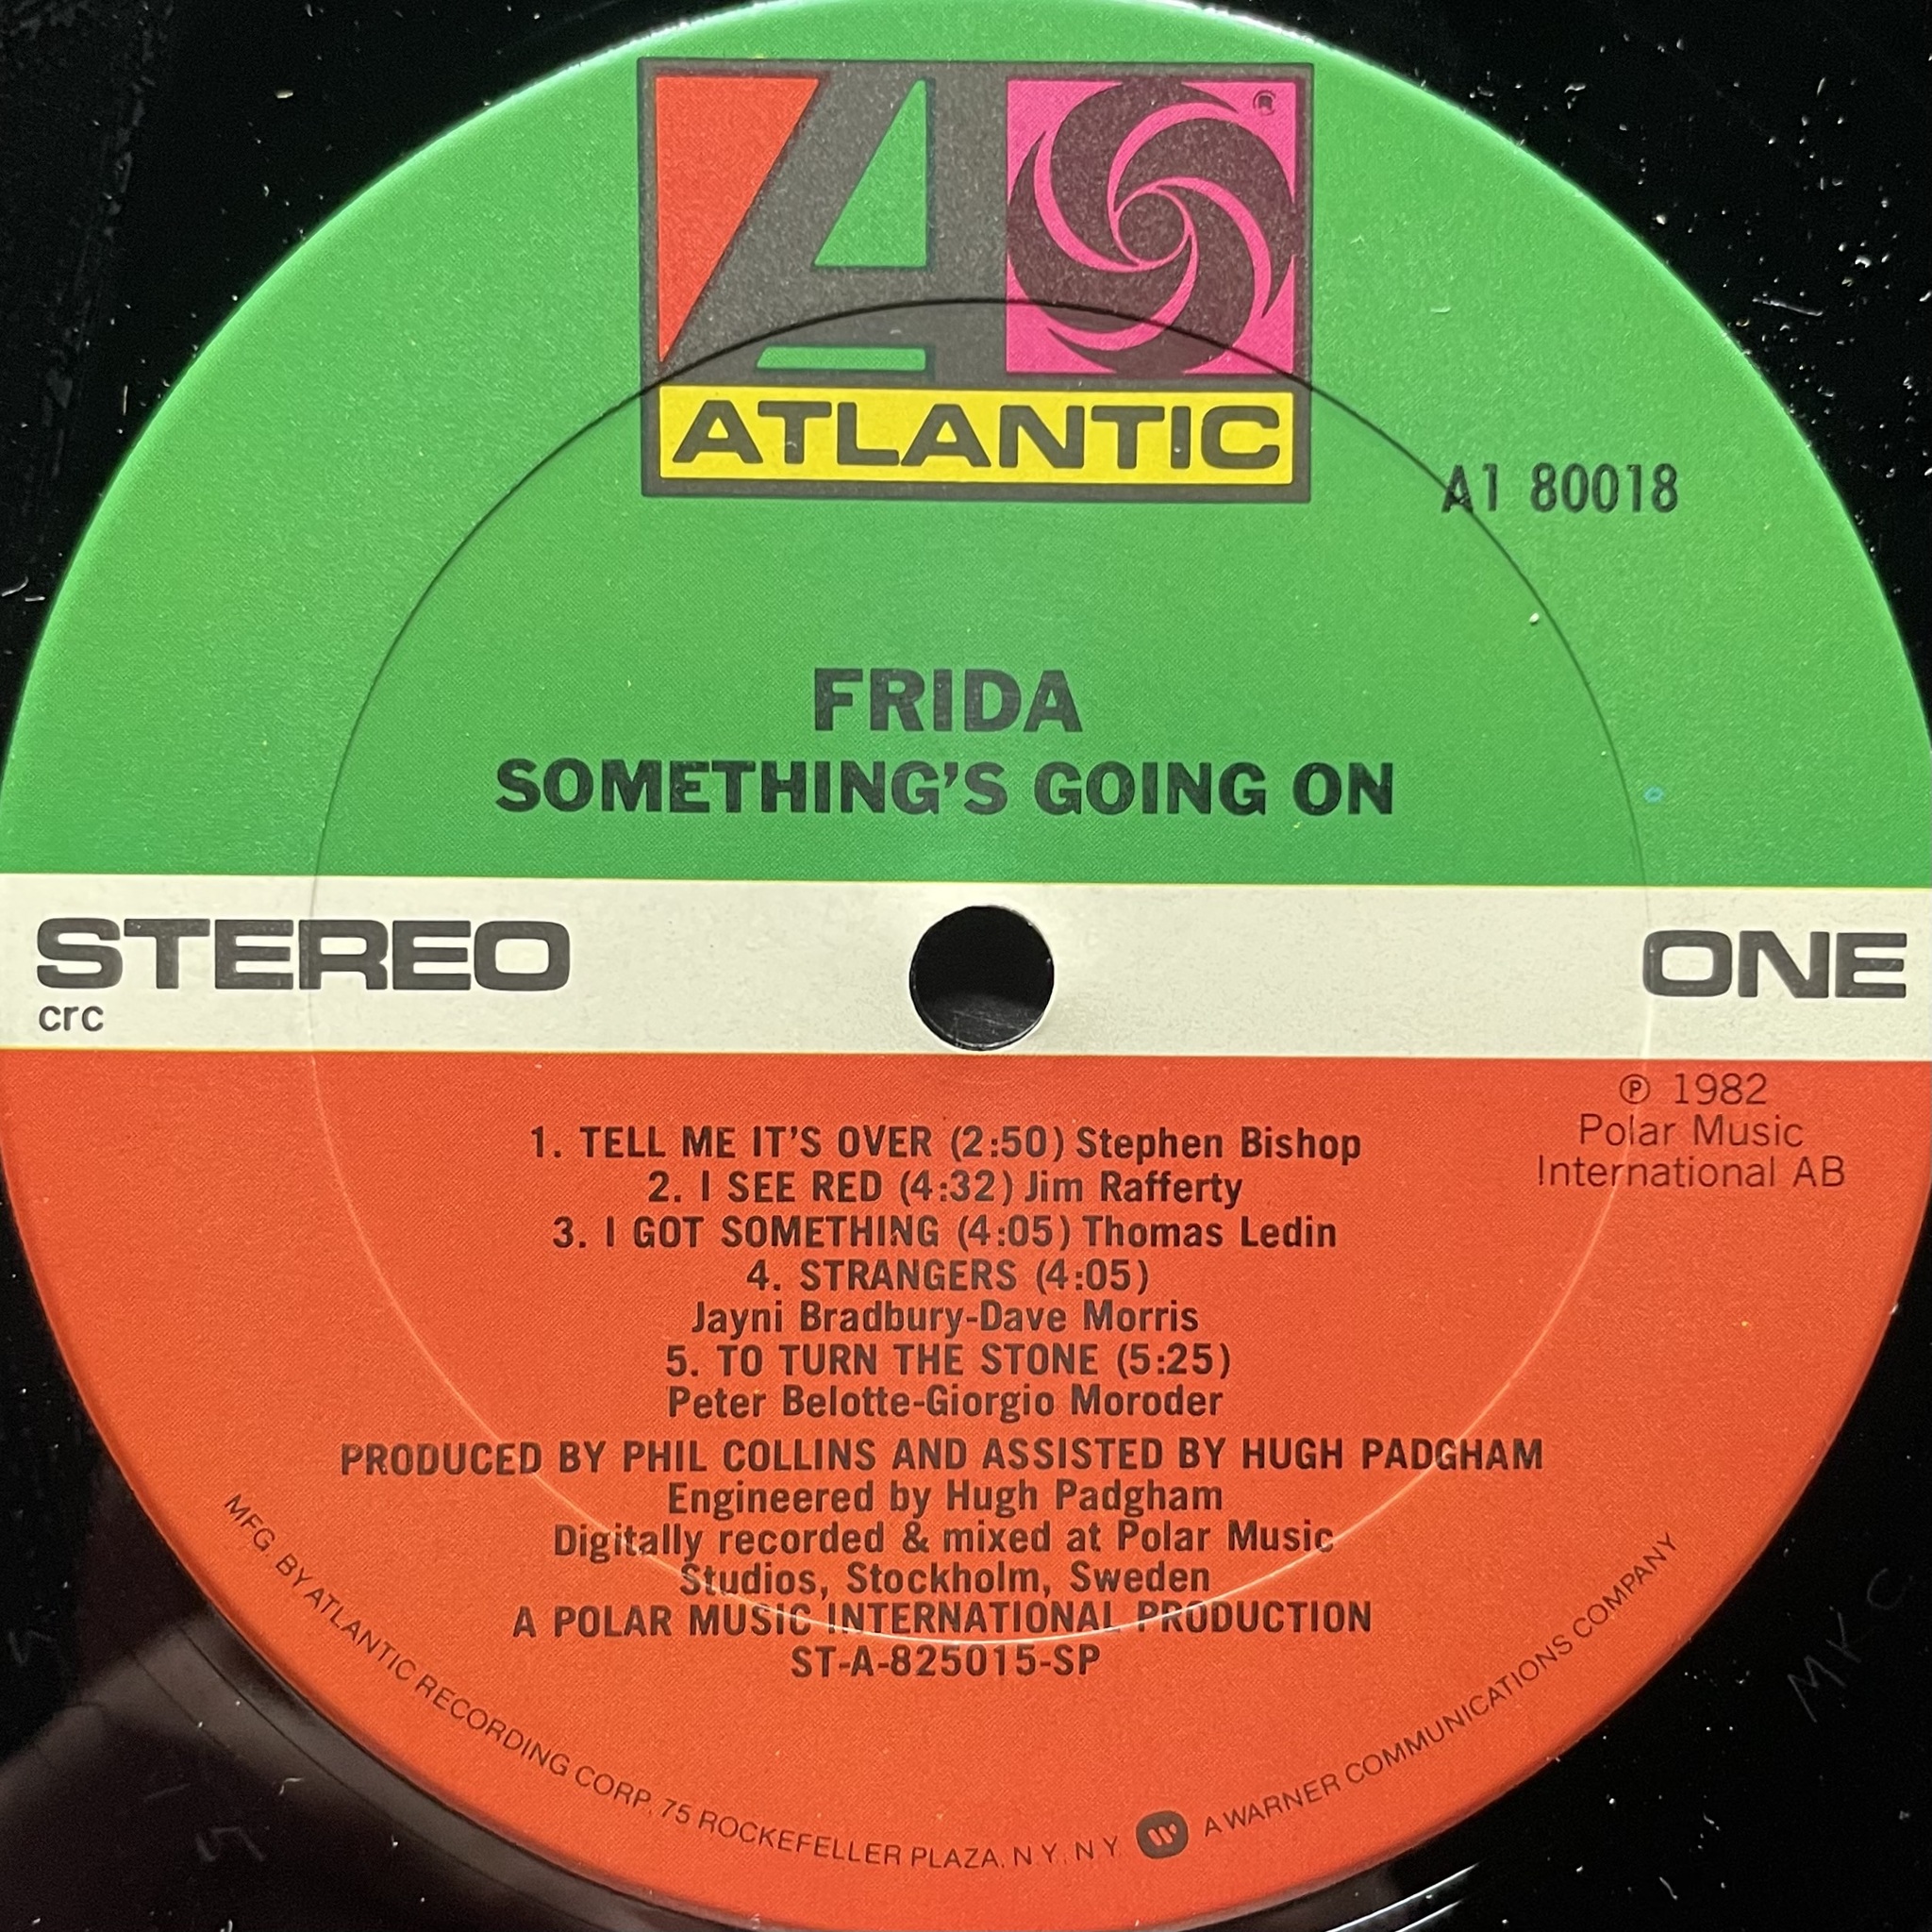 ATLANTIC
A1 80018
FRIDA
SOMETHING'S GOING ON
STEREO
ONE
crc
℗ 1982
Polar Music
International AB
1. TELL ME IT'S OVER (2:50) Stephen Bishop
2. I SEE RED (4:32) Jim Rafferty
3. I GOT SOMETHING (4:05) Thomas Ledin
4. STRANGERS (4:05)
Jayni Bradbury-Dave Morris
5. TO TURN THE STONE (5:25)
Peter Belotte-Giorgio Moroder
PRODUCED BY PHIL COLLINS AND ASSISTED BY HUGH PADGHAM
Engineered by Hugh Padgham
Digitally recorded & mixed at Polar Music
Studios, Stockholm, Sweden
A POLAR MUSIC INTERNATIONAL PRODUCTION
ST-A-825015-SP
MFG. BY ATLANTIC RECORDING CORP., 75 ROCKEFELLER PLAZA, N.Y., N.Y. A WARNER COMMUNICATIONS COMPANY